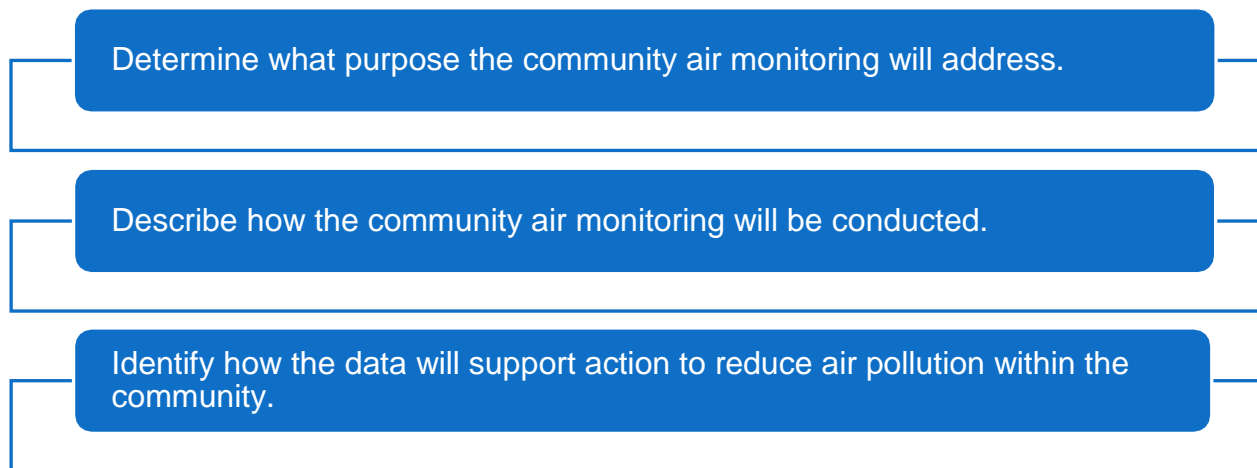 Determine what purpose the community air monitoring will address.
Describe how the community air monitoring will be conducted.
Identify how the data will support action to reduce air pollution within the
community.